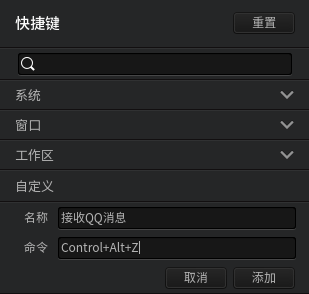 快捷键 重置
系统
窗口
工作区
自定义
名称 接收QQ消息
命令 Control+Alt+Z
取消 添加